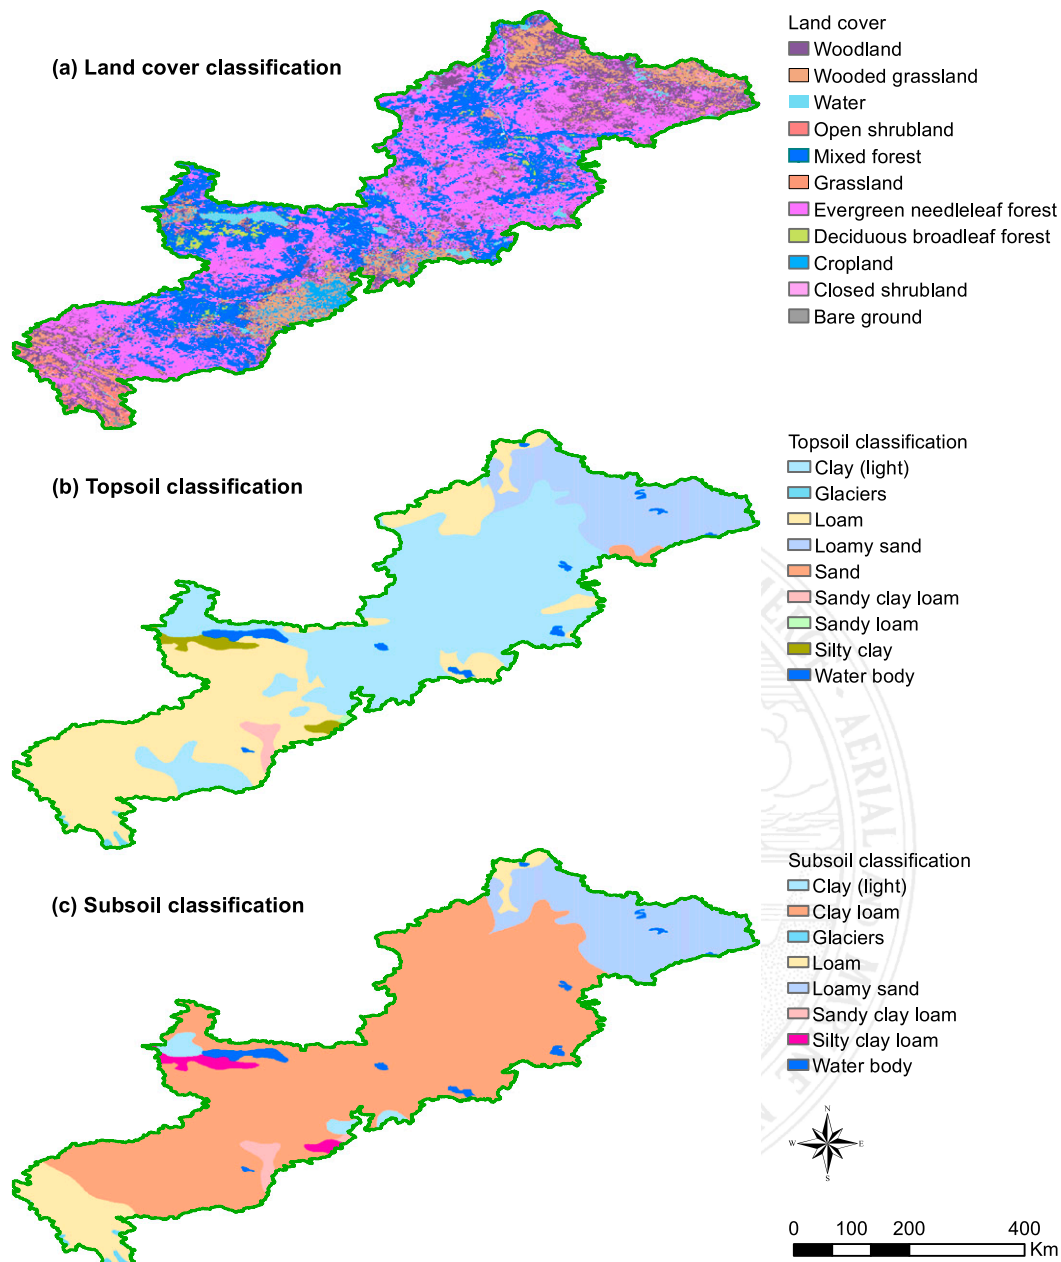 (a) Land cover classification
Land cover
Woodland
Wooded grassland
Water
Open shrubland
Mixed forest
Grassland
Evergreen needleleaf forest
Deciduous broadleaf forest
Cropland
Closed shrubland
Bare ground
(b) Topsoil classification
Topsoil classification
Clay (light)
Glaciers
Loam
Loamy sand
Sand
Sandy clay loam
Sandy loam
Silty clay
Water body
AERIAL
(c) Subsoil classification
Subsoil classification
Clay (light)
Clay loam
Glaciers
Loam
Loamy sand
Sandy clay loam
Silty clay loam
Water body
N
W E
S
0 100 200 400
Km